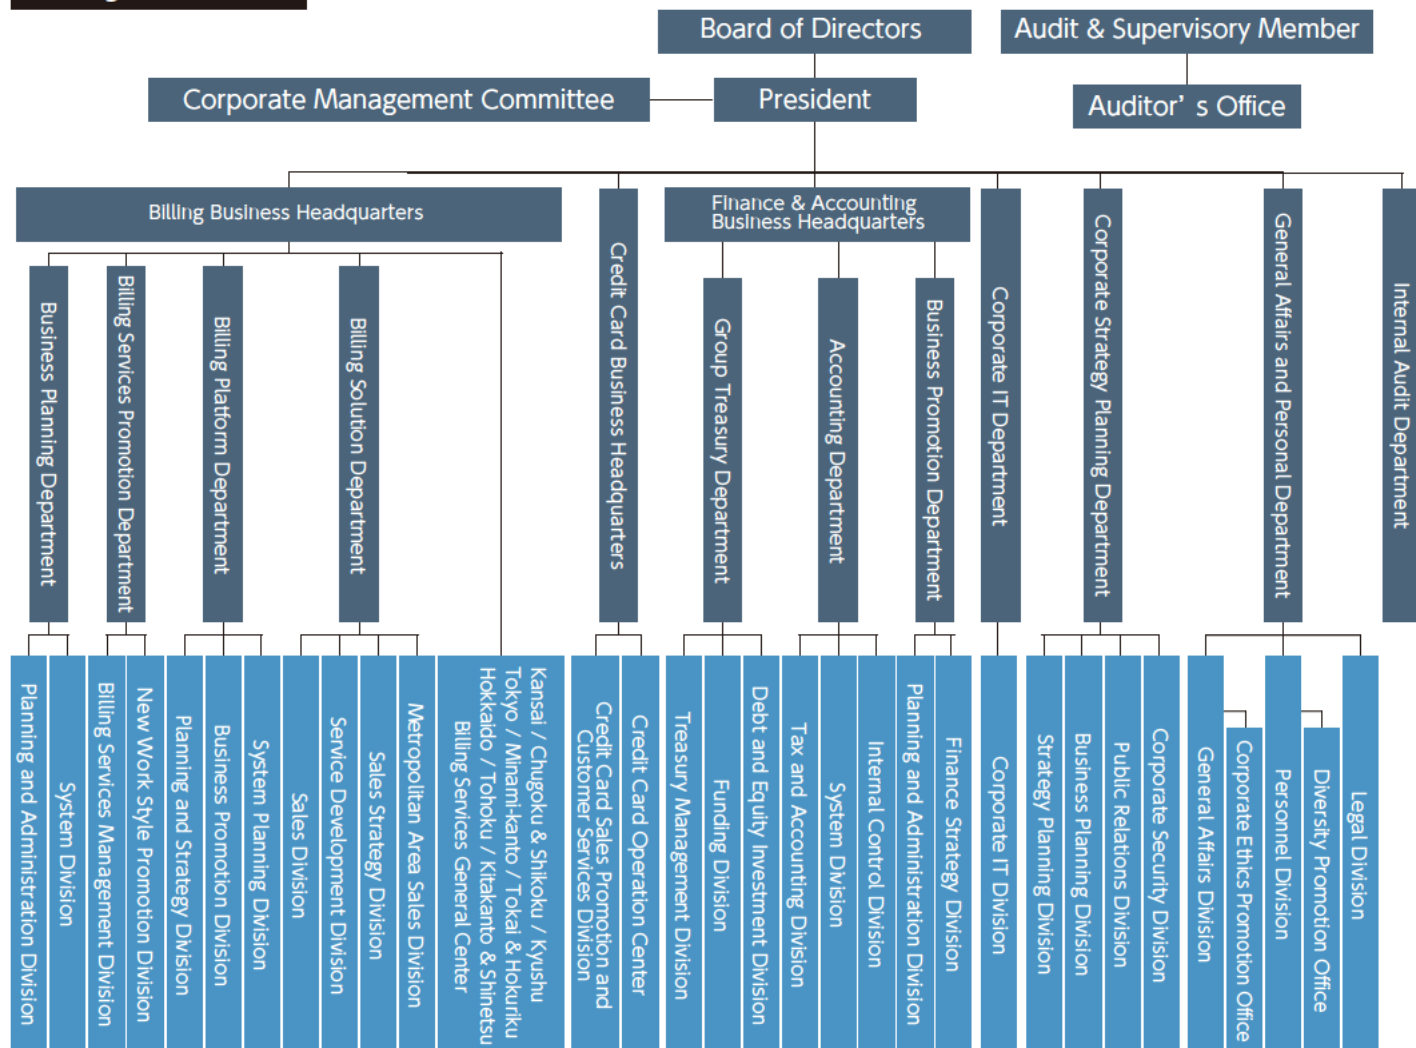 Board of Directors
Audit & Supervisory Member
Corporate Management Committee
President
Auditor’ s Office
Billing Business Headquarters
Credit Card Business Headquarters
Finance & Accounting
Business Headquarters
Corporate IT Department
Corporate Strategy Planning Department
General Affairs and Personal Department
Internal Audit Department
Business Planning Department
Billing Services Promotion Department
Billing Platform Department
Billing Solution Department
Group Treasury Department
Accounting Department
Business Promotion Department
Planning and Administration Division
System Division
Billing Services Management Division
New Work Style Promotion Division
Planning and Strategy Division
Business Promotion Division
System Planning Division
Sales Division
Service Development Division
Sales Strategy Division
Metropolitan Area Sales Division
Kansai / Chugoku & Shikoku / Kyushu
Tokyo / Minami-kanto / Tokai & Hokuriku
Hokkaido / Tohoku / Kitakanto & Shinetsu
Billing Services General Center
Credit Card Sales Promotion and
Customer Services Division
Credit Card Operation Center
Treasury Management Division
Funding Division
Debt and Equity Investment Division
Tax and Accounting Division
System Division
Internal Control Division
Planning and Administration Division
Finance Strategy Division
Corporate IT Division
Strategy Planning Division
Business Planning Division
Public Relations Division
Corporate Security Division
General Affairs Division
Corporate Ethics Promotion Office
Personnel Division
Diversity Promotion Office
Legal Division